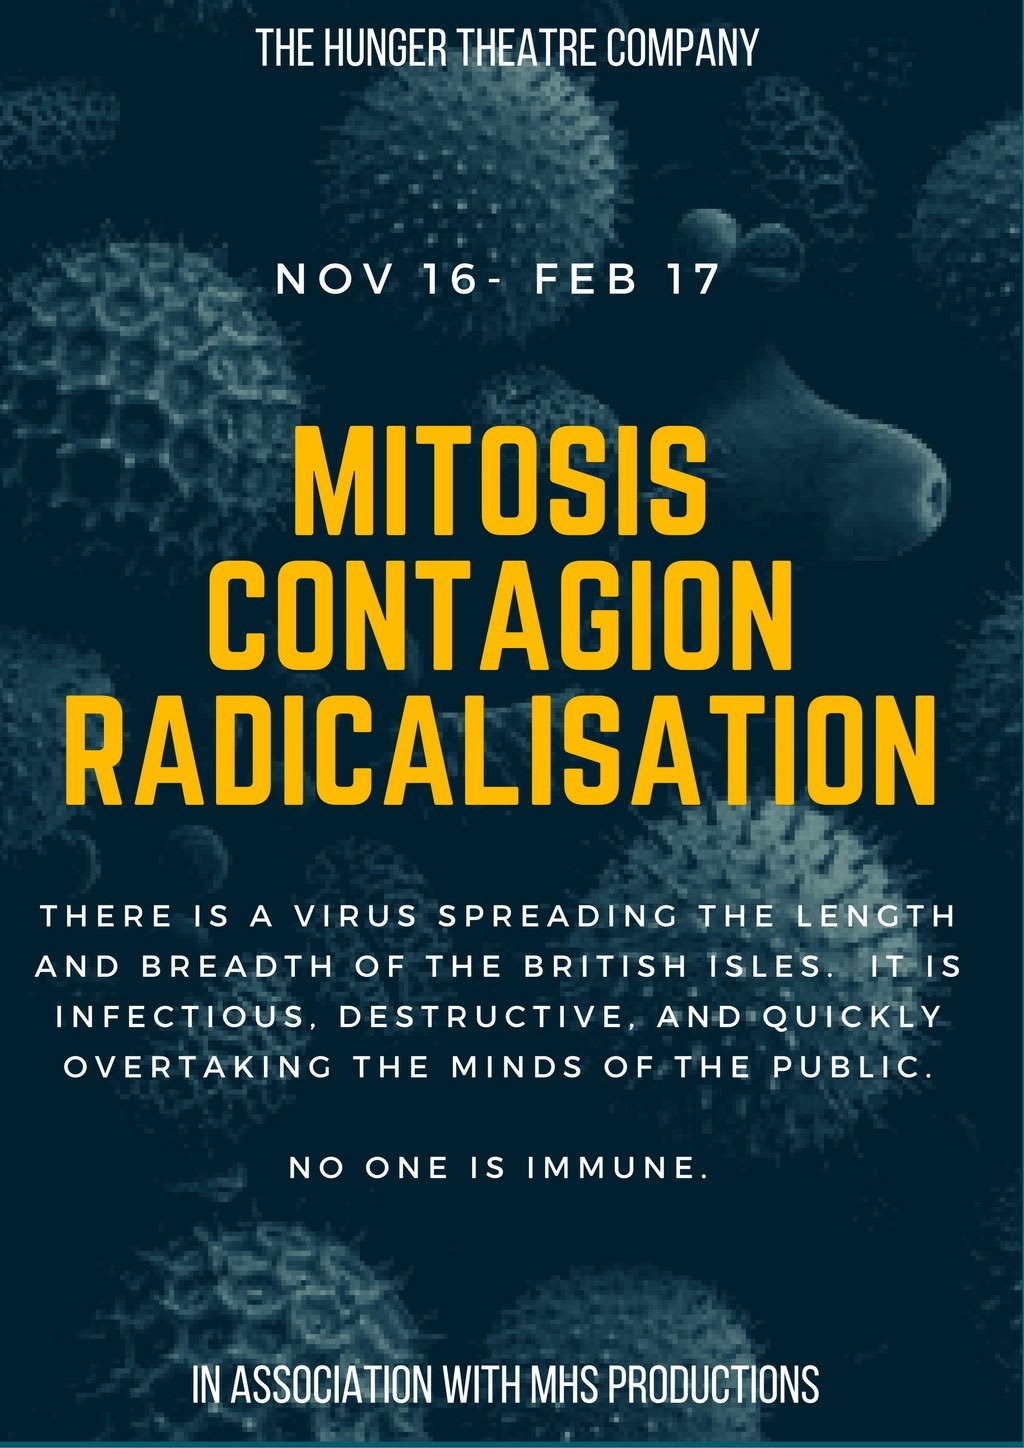 THE HUNGER THEATRE COMPANY
NOV 16- FEB 17
MITOSIS
CONTAGION
RADICALISATION
THERE IS A VIRUS SPREADING THE LENGTH
AND BREADTH OF THE BRITISH ISLES. IT IS
INFECTIOUS, DESTRUCTIVE, AND QUICKLY
OVERTAKING THE MINDS OF THE PUBLIC.
NO ONE IS IMMUNE.
IN ASSOCIATION WITH MHS PRODUCTIONS